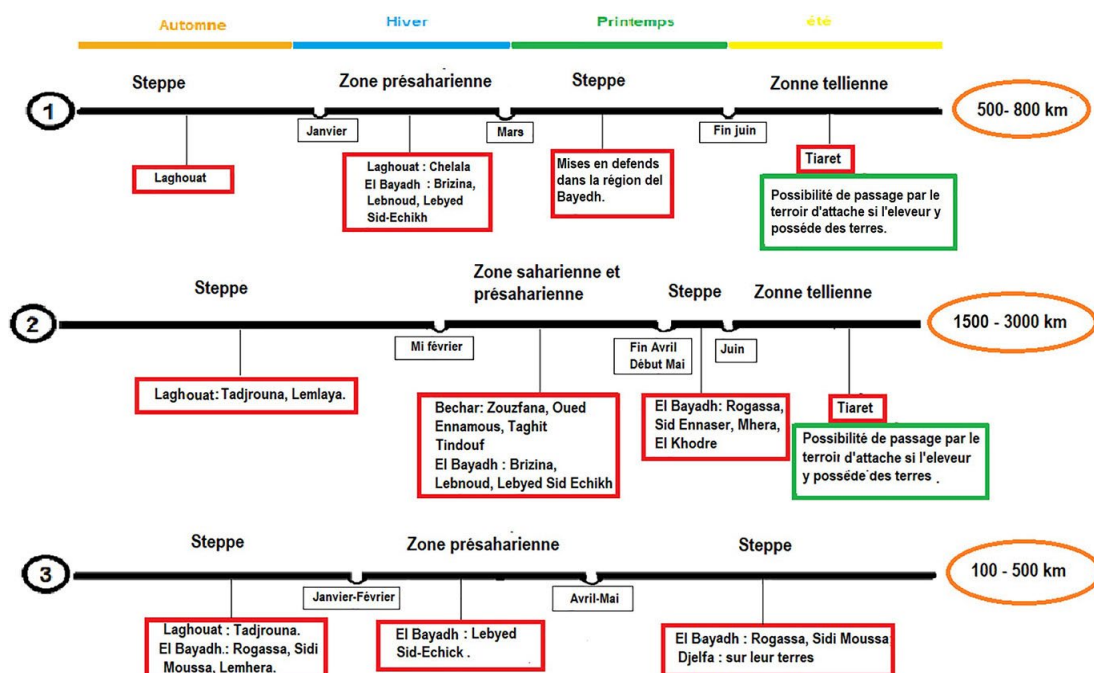 Automne
Hiver
Printemps
été
Steppe
Zone présaharienne
Steppe
Zonne tellienne
1
500- 800 km
Janvier
Mars
Fin juin
Laghouat
Laghouat : Chelala
El Bayadh : Brizina,
Lebnoud, Lebyed
Sid-Echikh
Mises en defends
dans la région del
Bayedh.
Tiaret
Possibilité de passage par le
terroir d'attache si l'eleveur y
posséde des terres.
Steppe
Zone saharienne et
présaharienne
Steppe
Zonne tellienne
2
1500 - 3000 km
Mi février
Fin Avril
Début Mai
Juin
Laghouat: Tadjrouna, Lemlaya.
Bechar: Zouzfana, Oued
Ennamous, Taghit
Tindouf
El Bayadh : Brizina,
Lebnoud, Lebyed Sid Echikh
El Bayadh: Rogassa,
Sid Ennaser, Mhera,
El Khodre
Tiaret
Possibilité de passage par le
terroir d'attache si l'eleveur
y posséde des terres .
Steppe
Zone présaharienne
Steppe
3
100 - 500 km
Janvier-Février
Avril-Mai
Laghouat : Tadjrouna.
El Bayadh.: Rogassa, Sidi
Moussa, Lemhera.
El Bayadh : Lebyed
Sid-Echick .
El Bayadh : Rogassa, Sidi Moussa
Djelfa : sur leur terres